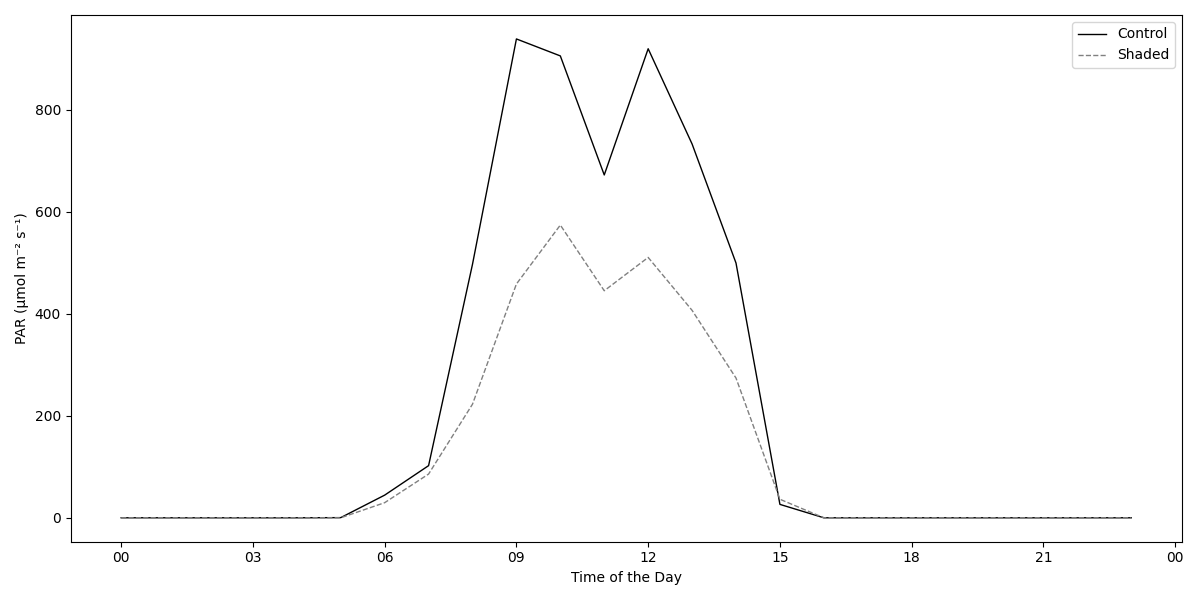 Control
Shaded
800
600
400
200
0
PAR (μmol m⁻² s⁻¹)
00 03 06 09 12 15 18 21 00
Time of the Day